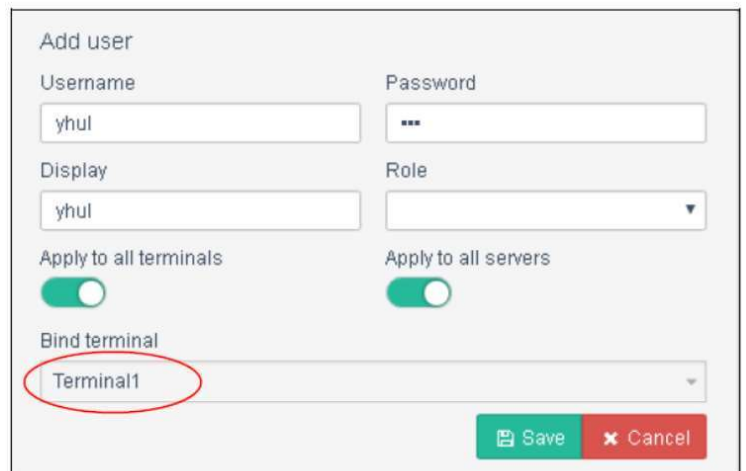 Add user
Username Password
yhul ▪▪▪
Display Role
yhul
Apply to all terminals Apply to all servers
Bind terminal
Terminal1
Save Cancel